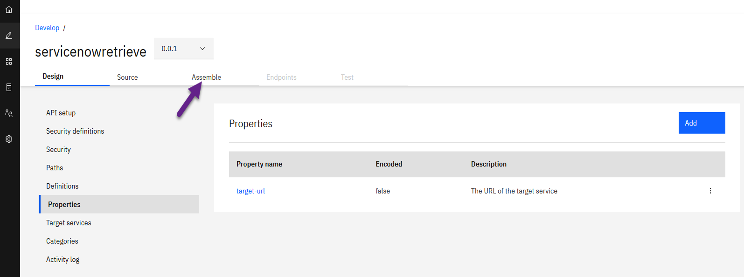 Develop /
servicenowretrieve 0.0.1
Design Source Assemble Endpoints Test
API setup
Security definitions
Security
Paths
Definitions
Properties
Target services
Categories
Activity log
Properties Add
Property name Encoded Description
target-url false The URL of the target service